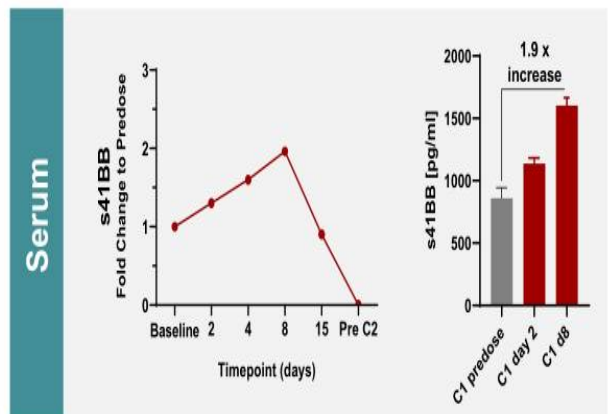 Serum
s41BB
Fold Change to Predose
3
2
1
0
Baseline 2 4 8 15 Pre C2
Timepoint (days)
s41BB [pg/ml]
2000
1500
1000
500
0
1.9 x
increase
C1 predose
C1 day 2
C1 d8